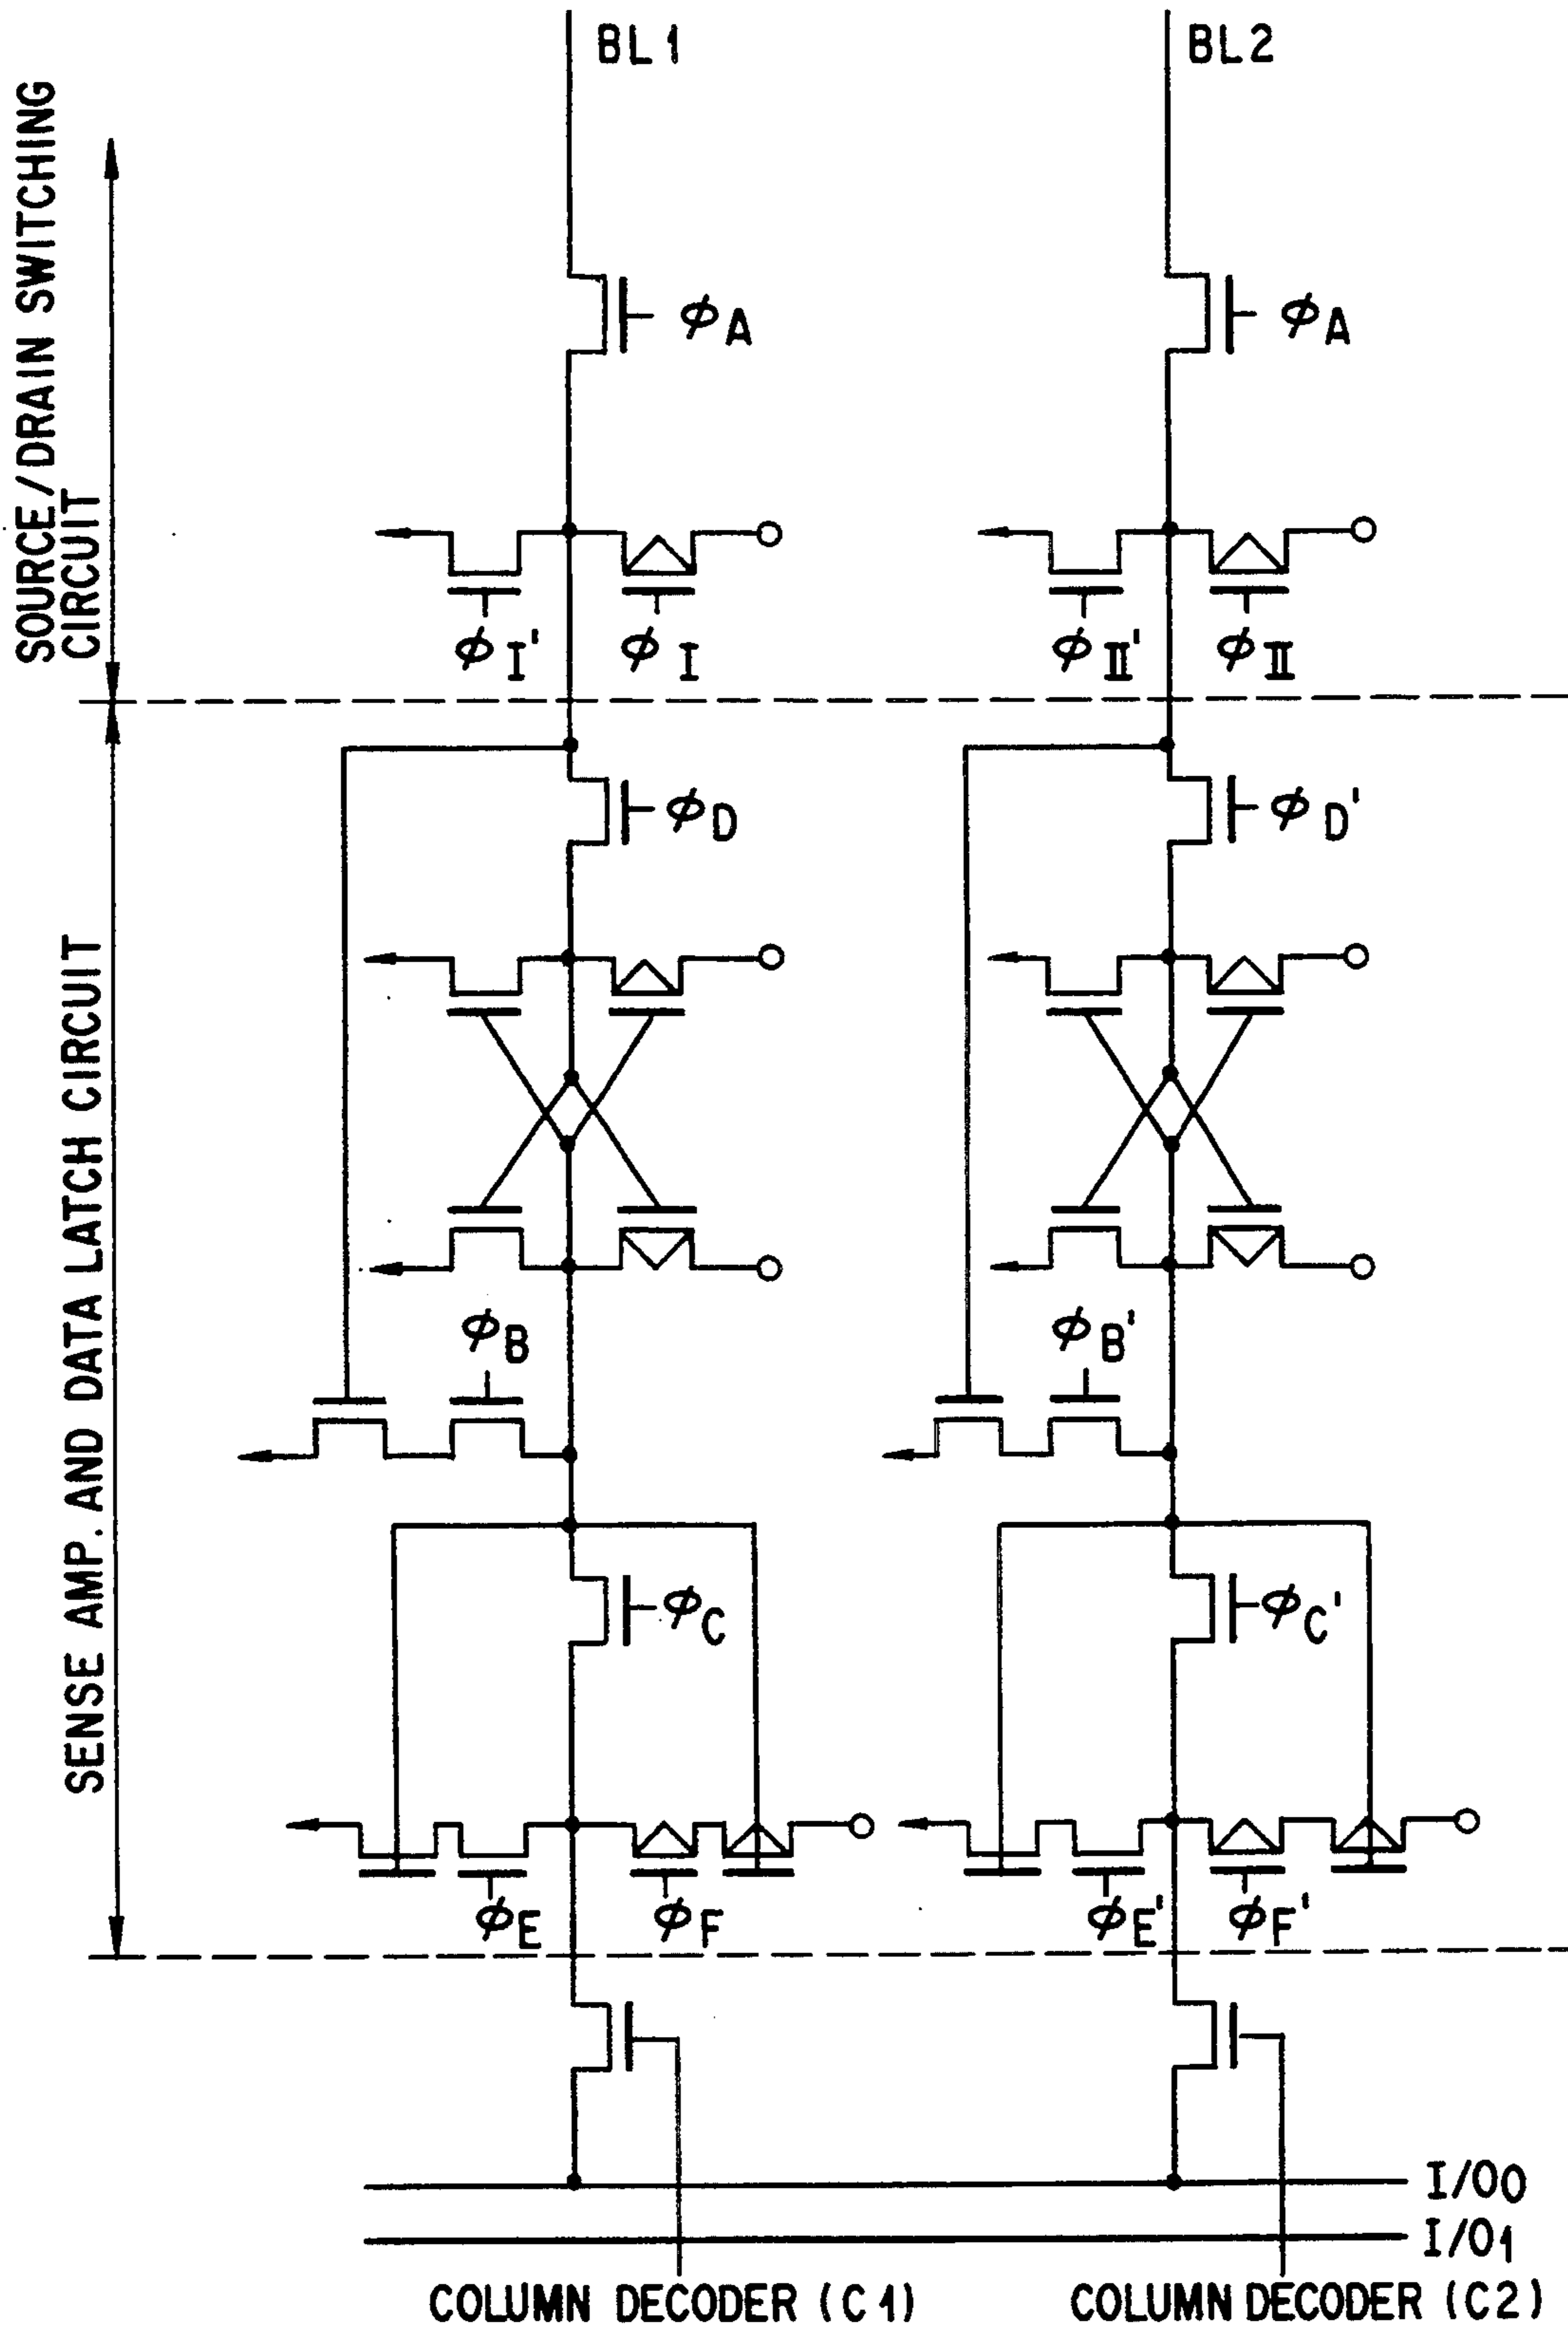 BL1
BL2
SOURCE/DRAIN SWITCHING
CIRCUIT
ϕA
ϕA
ϕI'
ϕI
ϕII'
ϕII
SENSE AMP. AND DATA LATCH CIRCUIT
ϕD
ϕD'
ϕB
ϕB'
ϕC
ϕC'
ϕE
ϕF
ϕE'
ϕF'
I/O0
I/O1
COLUMN DECODER (C1)
COLUMN DECODER (C2)